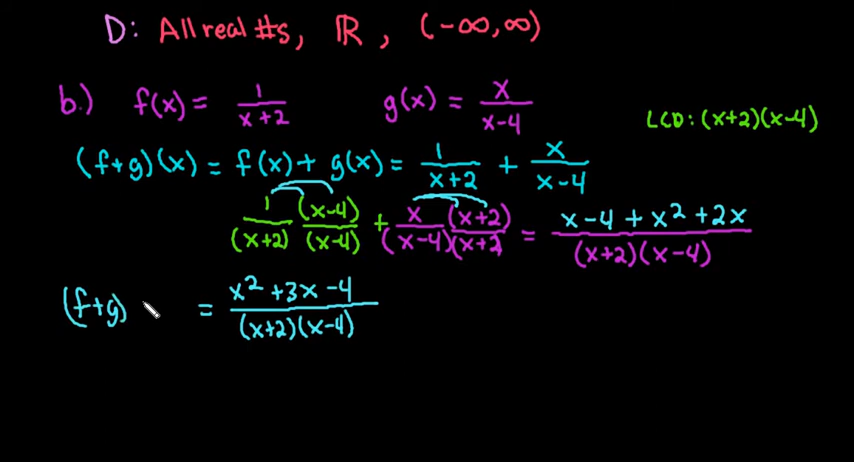 D: All real #s, ℝ, (-∞,∞)
b.) f(x) = 1/(x+2) g(x) = x/(x-4)
LCD: (x+2)(x-4)
(f+g)(x) = f(x) + g(x) = 1/(x+2) + x/(x-4)
1/(x+2) (x-4)/(x-4) + x/(x-4) (x+2)/(x+2) = (x-4+x²+2x)/((x+2)(x-4))
(f+g) = (x²+3x-4)/((x+2)(x-4))